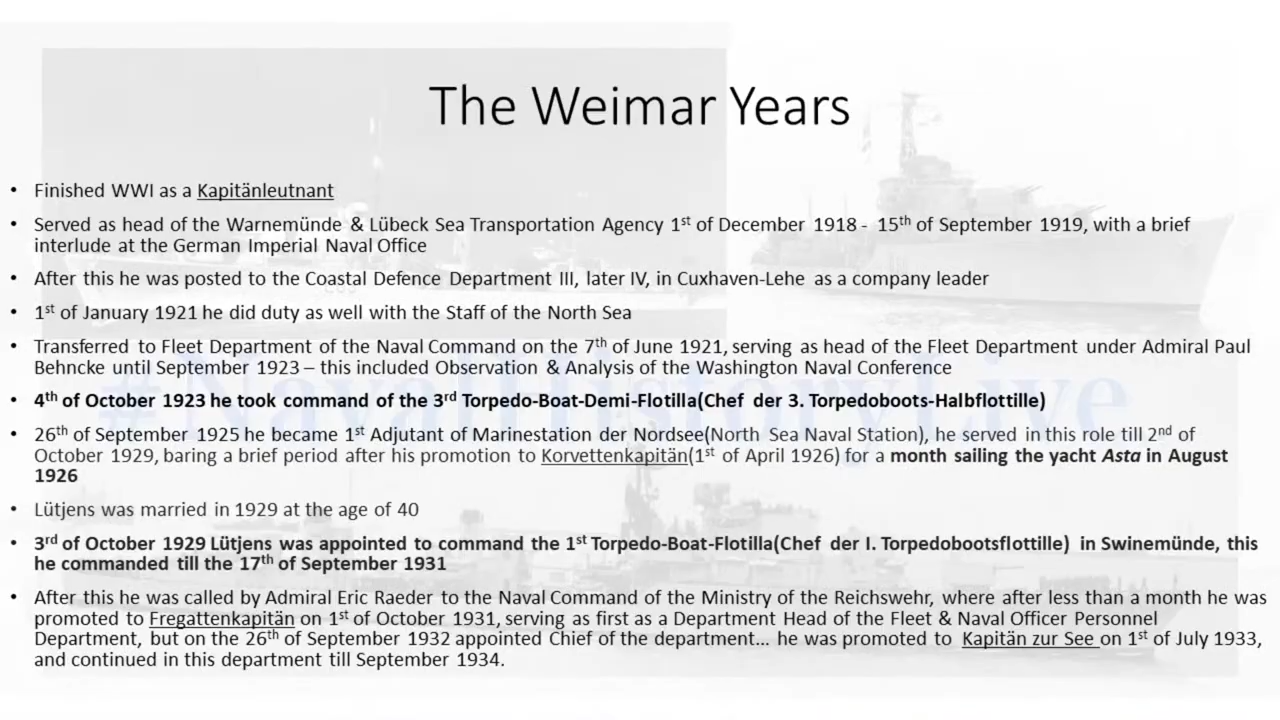 The Weimar Years
• Finished WWI as a Kapitänleutnant
• Served as head of the Warnemünde & Lübeck Sea Transportation Agency 1st of December 1918 - 15th of September 1919, with a brief
interlude at the German Imperial Naval Office
• After this he was posted to the Coastal Defence Department III, later IV, in Cuxhaven-Lehe as a company leader
• 1st of January 1921 he did duty as well with the Staff of the North Sea
• Transferred to Fleet Department of the Naval Command on the 7th of June 1921, serving as head of the Fleet Department under Admiral Paul
Behncke until September 1923 – this included Observation & Analysis of the Washington Naval Conference
• 4th of October 1923 he took command of the 3rd Torpedo-Boat-Demi-Flotilla(Chef der 3. Torpedoboots-Halbflottille)
• 26th of September 1925 he became 1st Adjutant of Marinestation der Nordsee(North Sea Naval Station), he served in this role till 2nd of
October 1929, baring a brief period after his promotion to Korvettenkapitän(1st of April 1926) for a month sailing the yacht Asta in August
1926
• Lütjens was married in 1929 at the age of 40
• 3rd of October 1929 Lütjens was appointed to command the 1st Torpedo-Boat-Flotilla(Chef der I. Torpedobootsflottille) in Swinemünde, this
he commanded till the 17th of September 1931
• After this he was called by Admiral Eric Raeder to the Naval Command of the Ministry of the Reichswehr, where after less than a month he was
promoted to Fregattenkapitän on 1st of October 1931, serving as first as a Department Head of the Fleet & Naval Officer Personnel
Department, but on the 26th of September 1932 appointed Chief of the department... he was promoted to Kapitän zur See on 1st of July 1933,
and continued in this department till September 1934.
#NavalHistoryLive